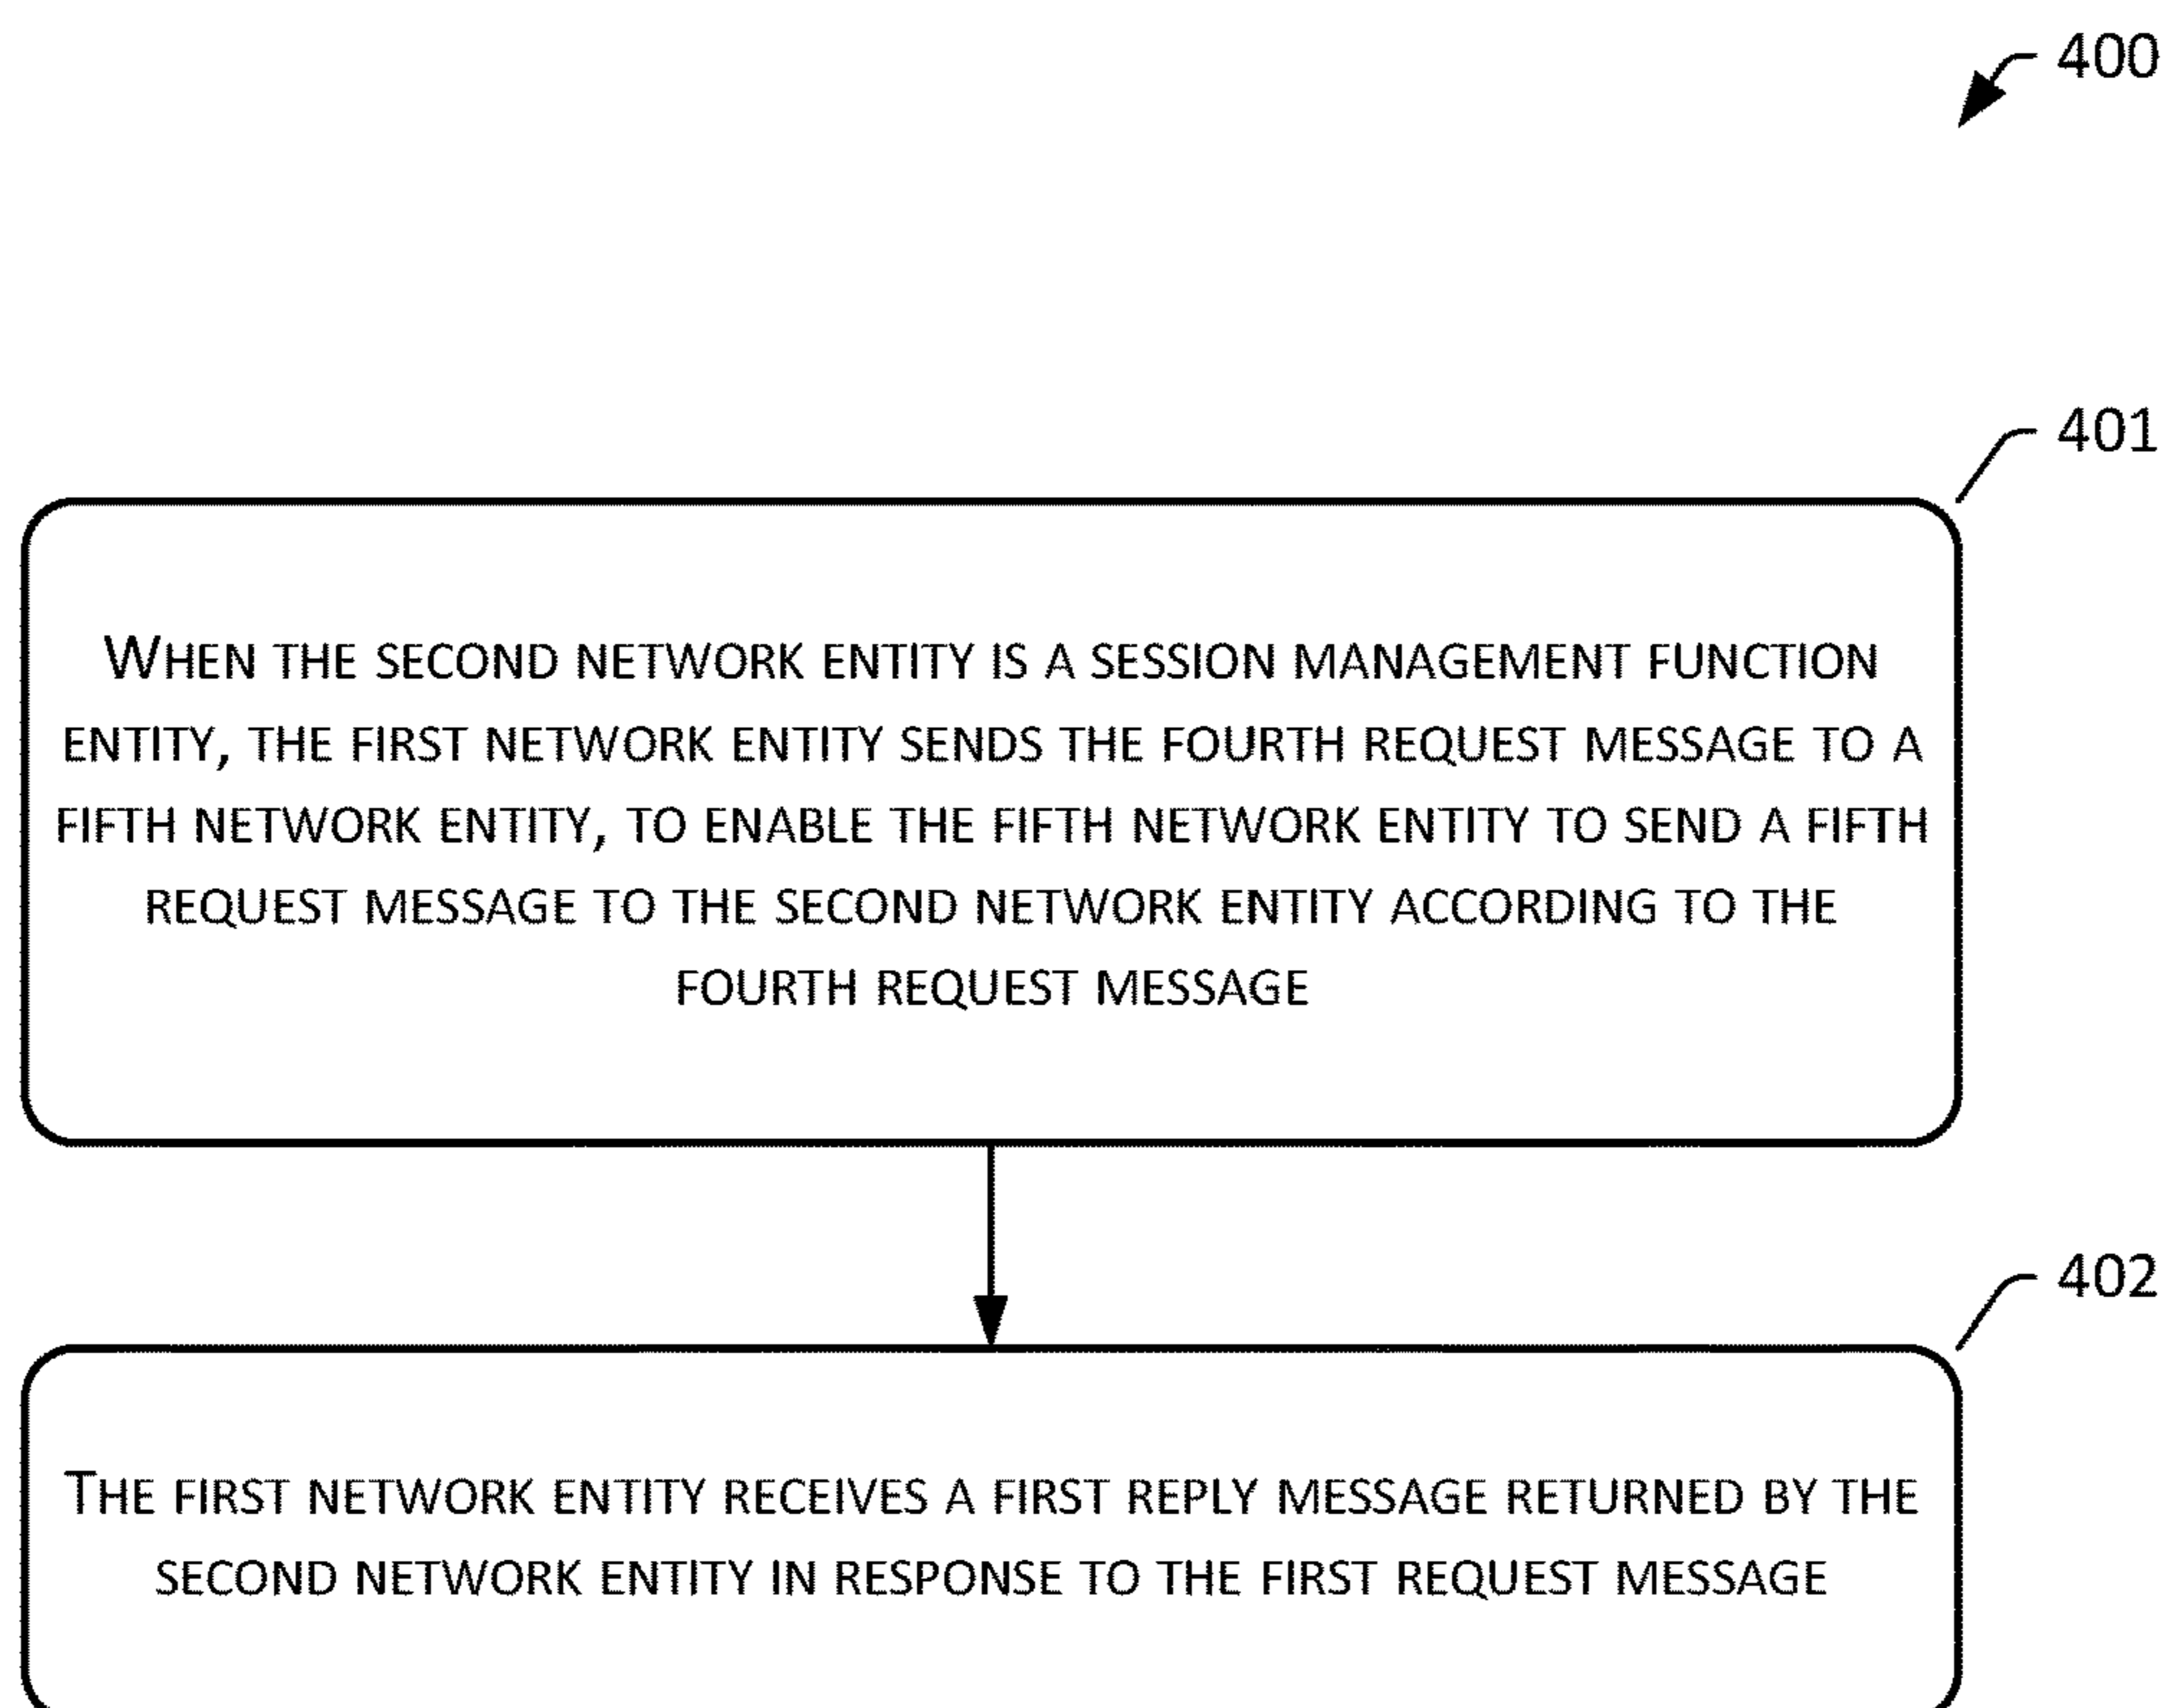 400
401
WHEN THE SECOND NETWORK ENTITY IS A SESSION MANAGEMENT FUNCTION
ENTITY, THE FIRST NETWORK ENTITY SENDS THE FOURTH REQUEST MESSAGE TO A
FIFTH NETWORK ENTITY, TO ENABLE THE FIFTH NETWORK ENTITY TO SEND A FIFTH
REQUEST MESSAGE TO THE SECOND NETWORK ENTITY ACCORDING TO THE
FOURTH REQUEST MESSAGE
402
THE FIRST NETWORK ENTITY RECEIVES A FIRST REPLY MESSAGE RETURNED BY THE
SECOND NETWORK ENTITY IN RESPONSE TO THE FIRST REQUEST MESSAGE